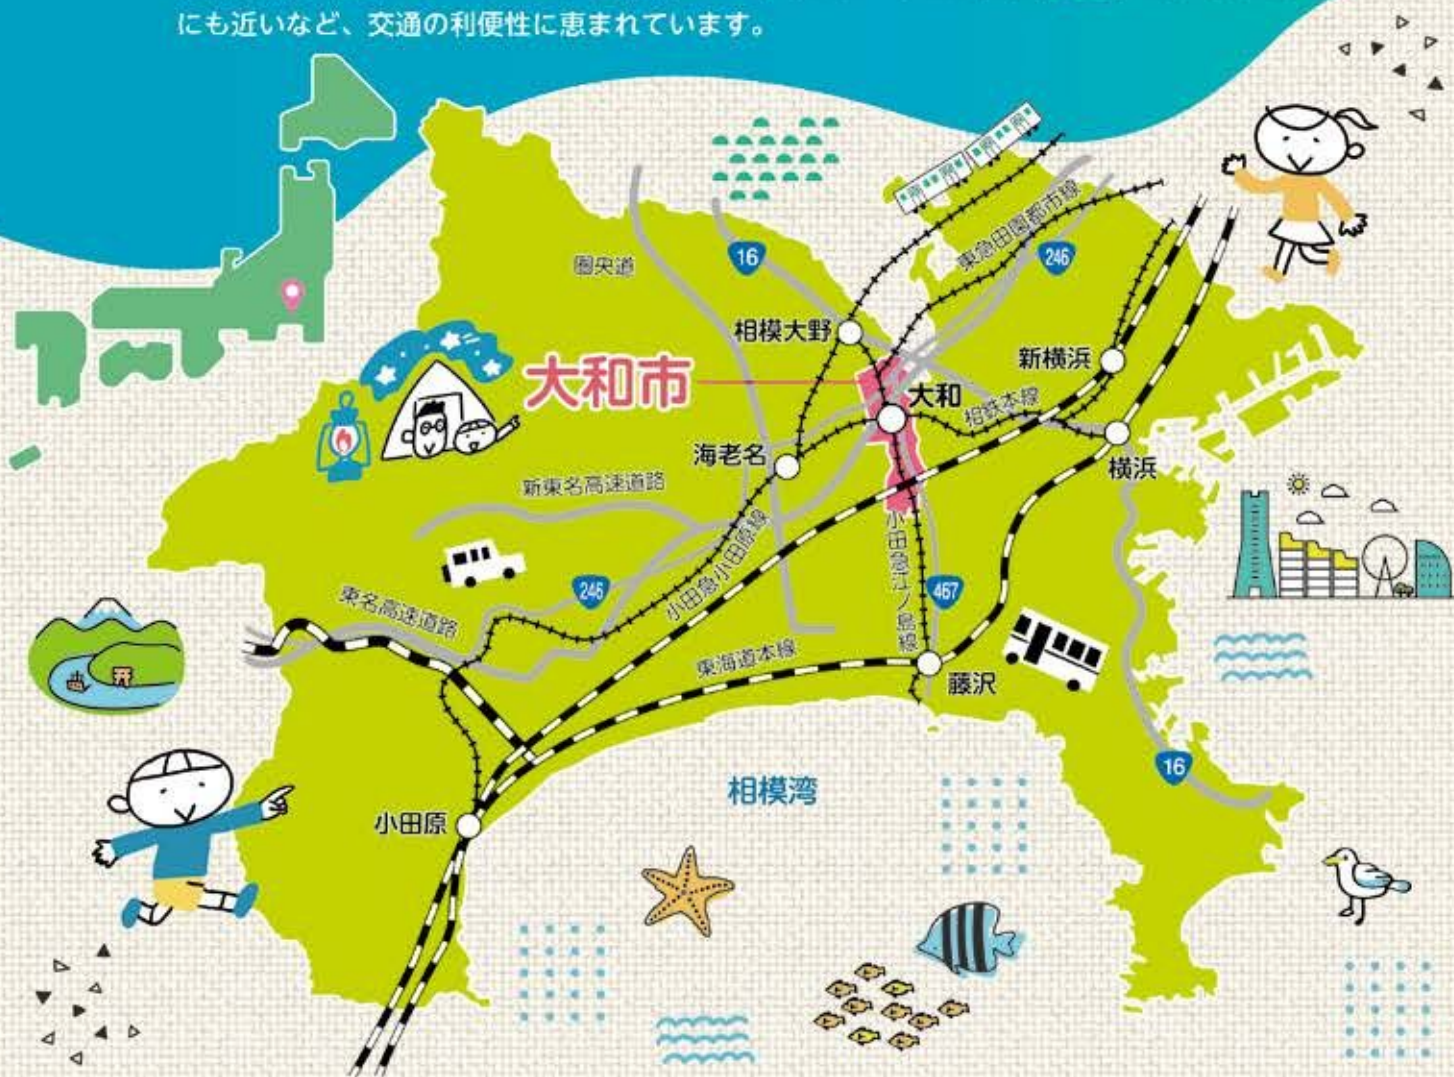 にも近いなど、交通の利便性に恵まれています。
圏央道
16
東急田園都市線
246
相模大野
新横浜
大和市
大和
相鉄本線
海老名
横浜
新東名高速道路
小田急小田原線
小田急江ノ島線
246
467
東名高速道路
東海道本線
藤沢
16
相模湾
小田原